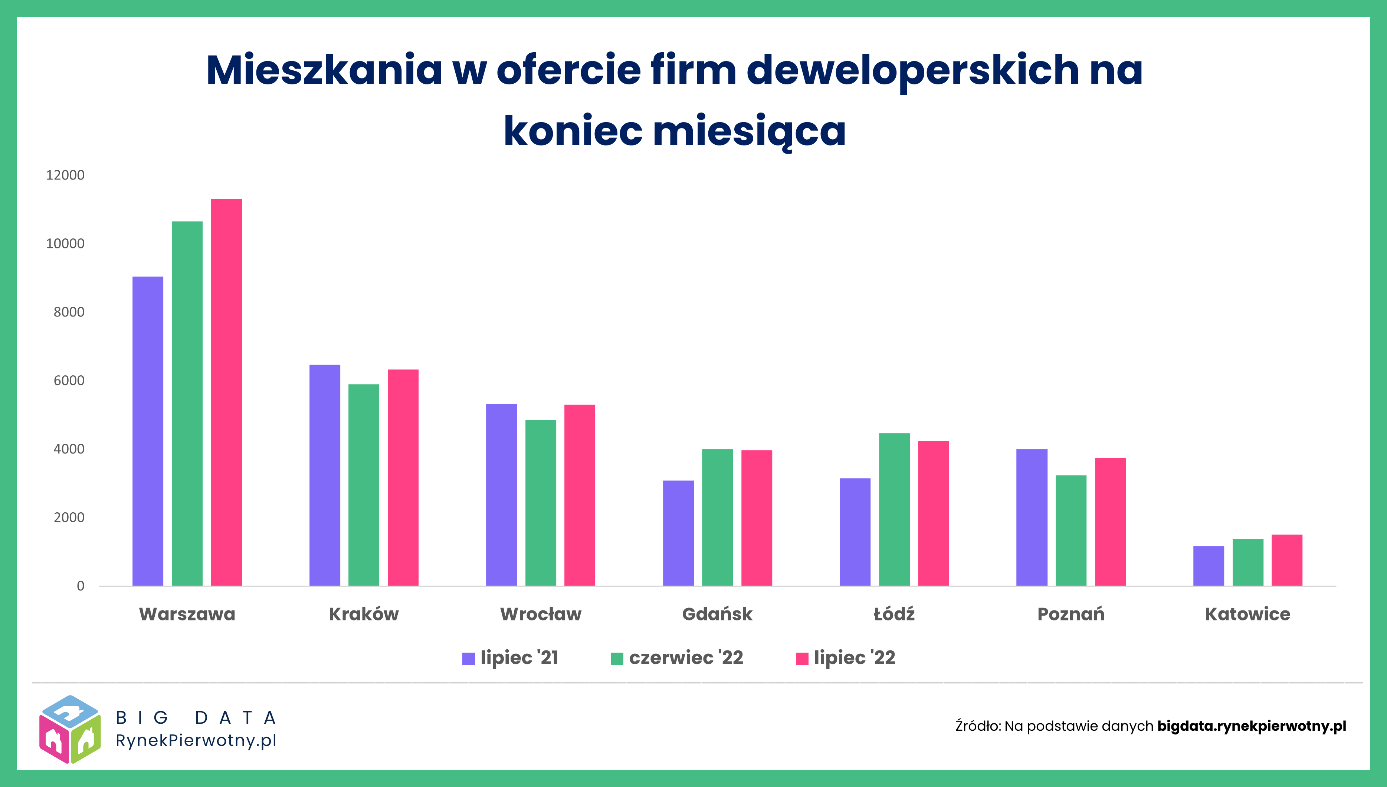 Mieszkania w ofercie firm deweloperskich na
koniec miesiąca
12000
10000
8000
6000
4000
2000
0
Warszawa Kraków Wrocław Gdańsk Łódź Poznań Katowice
lipiec '21 czerwiec '22 lipiec '22
BIG DATA
RynekPierwotny.pl
Źródło: Na podstawie danych bigdata.rynekpierwotny.pl